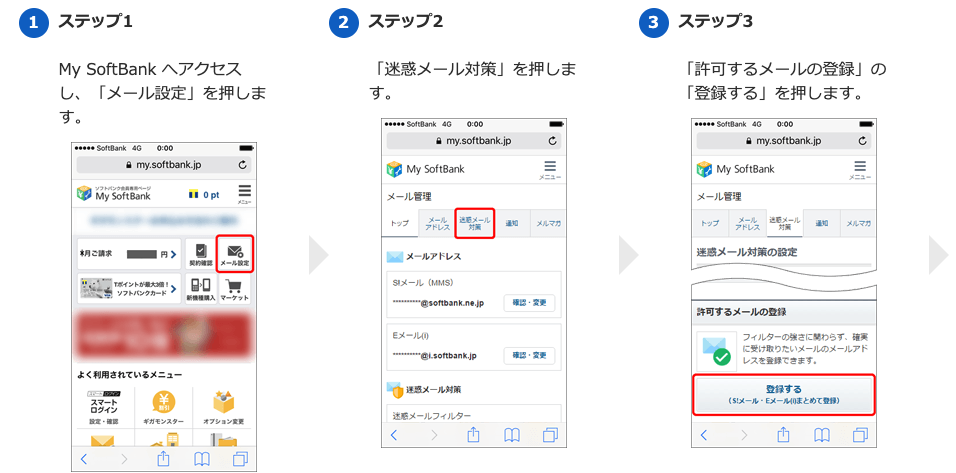 1 ステップ1
My SoftBank へアクセス
し、「メール設定」を押しま
す。
SoftBank 4G 0:00
my.softbank.jp
ソフトバンク会員専用ページ
My SoftBank
0 pt
メニュー
月ご請求
円
契約確認
メール設定
Tポイントが最大3倍！
ソフトバンクカード
新機種購入
マーケット
よく利用されているメニュー
スマート
ログイン
設定・確認
割引
ギガモンスター
オプション変更
2 ステップ2
「迷惑メール対策」を押しま
す。
SoftBank 4G 0:00
my.softbank.jp
My SoftBank
メニュー
メール管理
トップ
メール
アドレス
迷惑メール
対策
通知
メルマガ
メールアドレス
S!メール（MMS）
**********@softbank.ne.jp
確認・変更
Eメール(i)
**********@i.softbank.jp
確認・変更
迷惑メール対策
迷惑メールフィルター
3 ステップ3
「許可するメールの登録」の
「登録する」を押します。
SoftBank 4G 0:00
my.softbank.jp
My SoftBank
メニュー
メール管理
トップ
メール
アドレス
迷惑メール
対策
通知
メルマガ
迷惑メール対策の設定
許可するメールの登録
フィルターの強さに関わらず、確実
に受け取りたいメールのメールアド
レスを登録できます。
登録する
（S!メール・Eメール(i)まとめて登録）